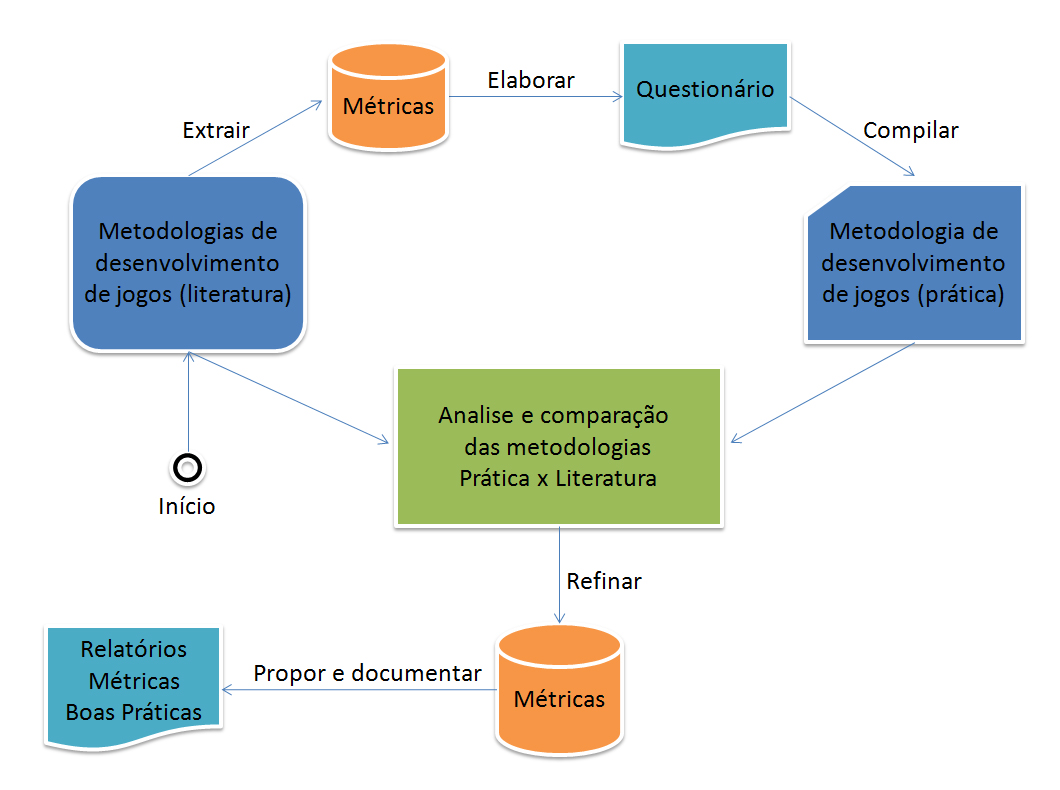 Métricas
Elaborar
Questionário
Extrair
Compilar
Metodologias de
desenvolvimento
de jogos (literatura)
Metodologia de
desenvolvimento
de jogos (prática)
Analise e comparação
das metodologias
Prática x Literatura
Início
Refinar
Relatórios
Métricas
Boas Práticas
Propor e documentar
Métricas